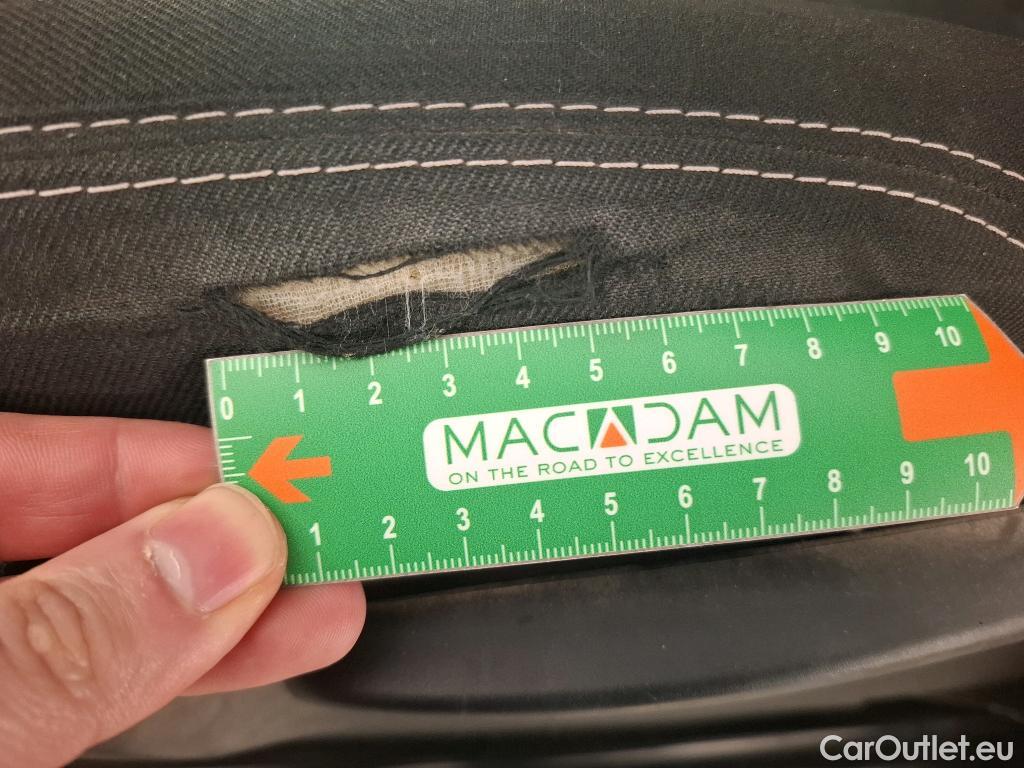 0 1 2 3 4 5 6 7 8 9 10
MACADAM
ON THE ROAD TO EXCELLENCE
1 2 3 4 5 6 7 8 9 10
CarOutlet.eu